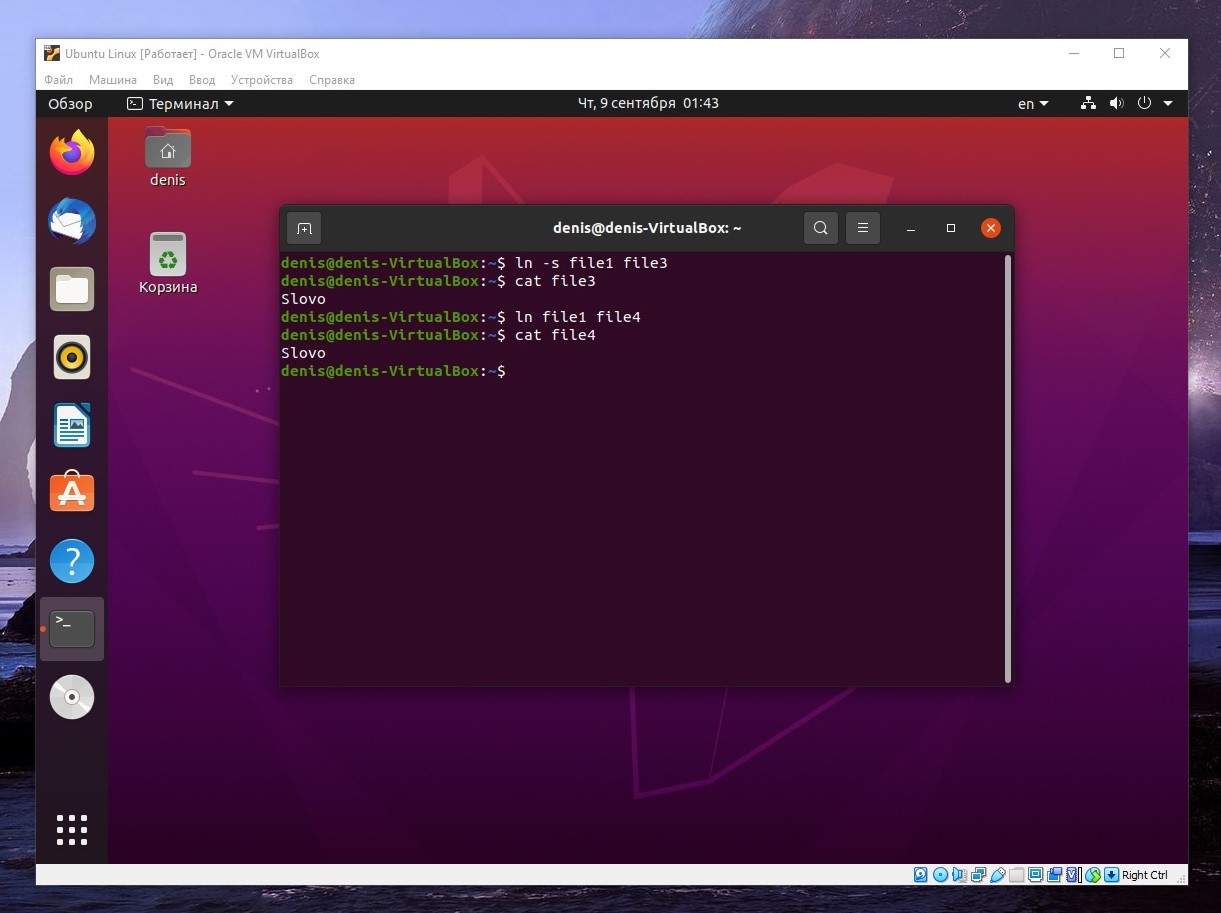 Ubuntu Linux [Работает] - Oracle VM VirtualBox
Файл Машина Вид Ввод Устройства Справка
Обзор Терминал Чт, 9 сентября 01:43 en
denis
Корзина
denis@denis-VirtualBox: ~
denis@denis-VirtualBox:~$ ln -s file1 file3
denis@denis-VirtualBox:~$ cat file3
Slovo
denis@denis-VirtualBox:~$ ln file1 file4
denis@denis-VirtualBox:~$ cat file4
Slovo
denis@denis-VirtualBox:~$
Right Ctrl